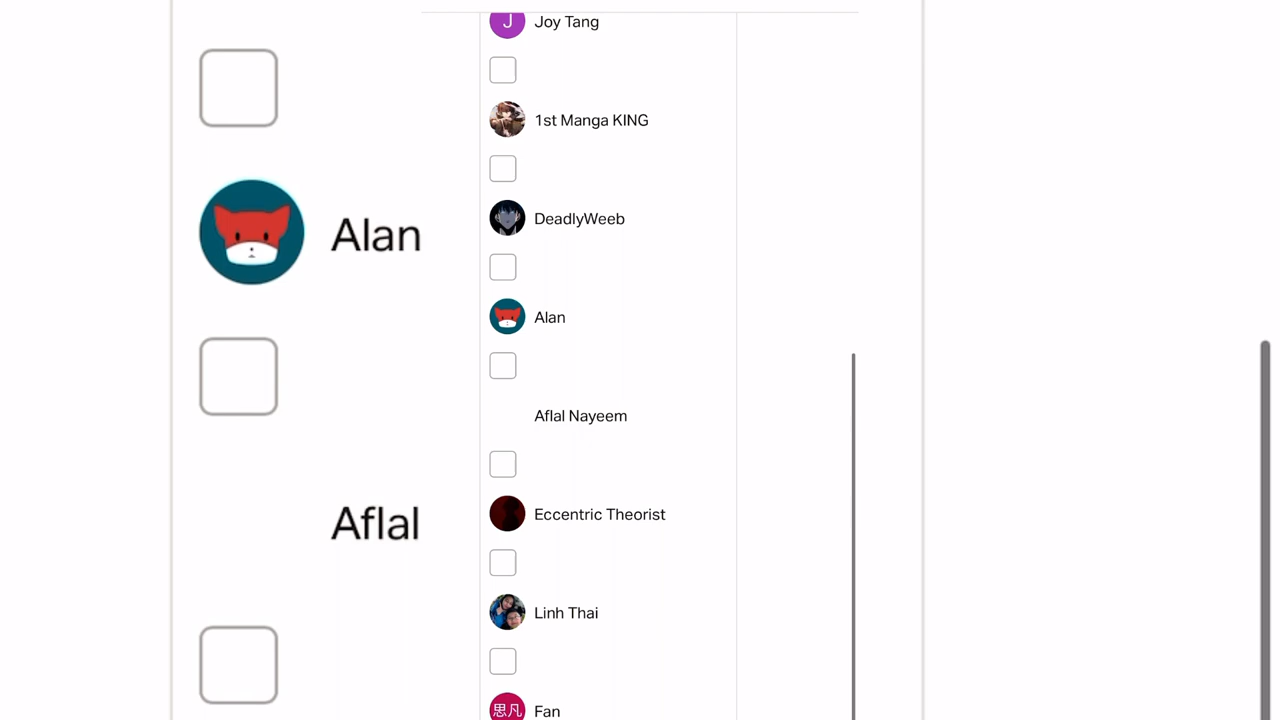 J Joy Tang
1st Manga KING
DeadlyWeeb
Alan
Aflal Nayeem
Eccentric Theorist
Linh Thai
思凡 Fan
Alan
Aflal